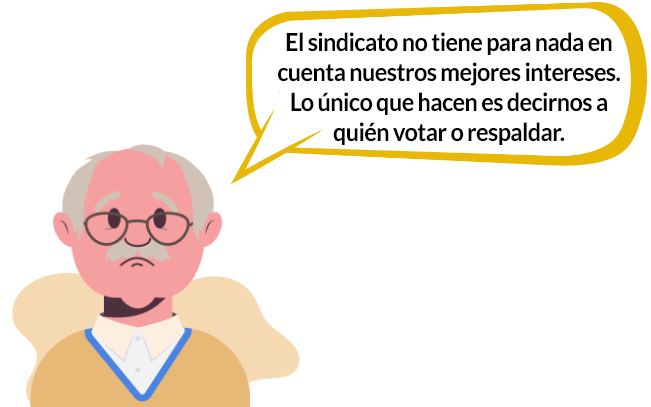 El sindicato no tiene para nada en
cuenta nuestros mejores intereses.
Lo único que hacen es decirnos a
quién votar o respaldar.